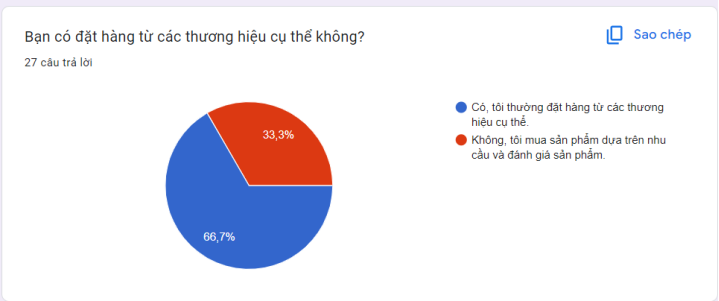 Bạn có đặt hàng từ các thương hiệu cụ thể không?
Sao chép
27 câu trả lời
Có, tôi thường đặt hàng từ các thương
hiệu cụ thể.
Không, tôi mua sản phẩm dựa trên nhu
cầu và đánh giá sản phẩm.
33,3%
66,7%